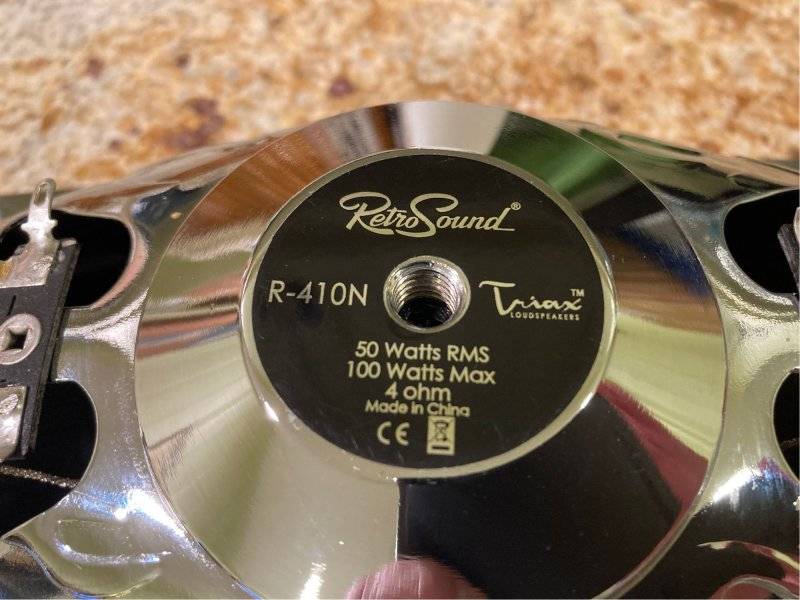 RetroSound®
R-410N
Triax™
LOUDSPEAKERS
50 Watts RMS
100 Watts Max
4 ohm
Made in China
CE